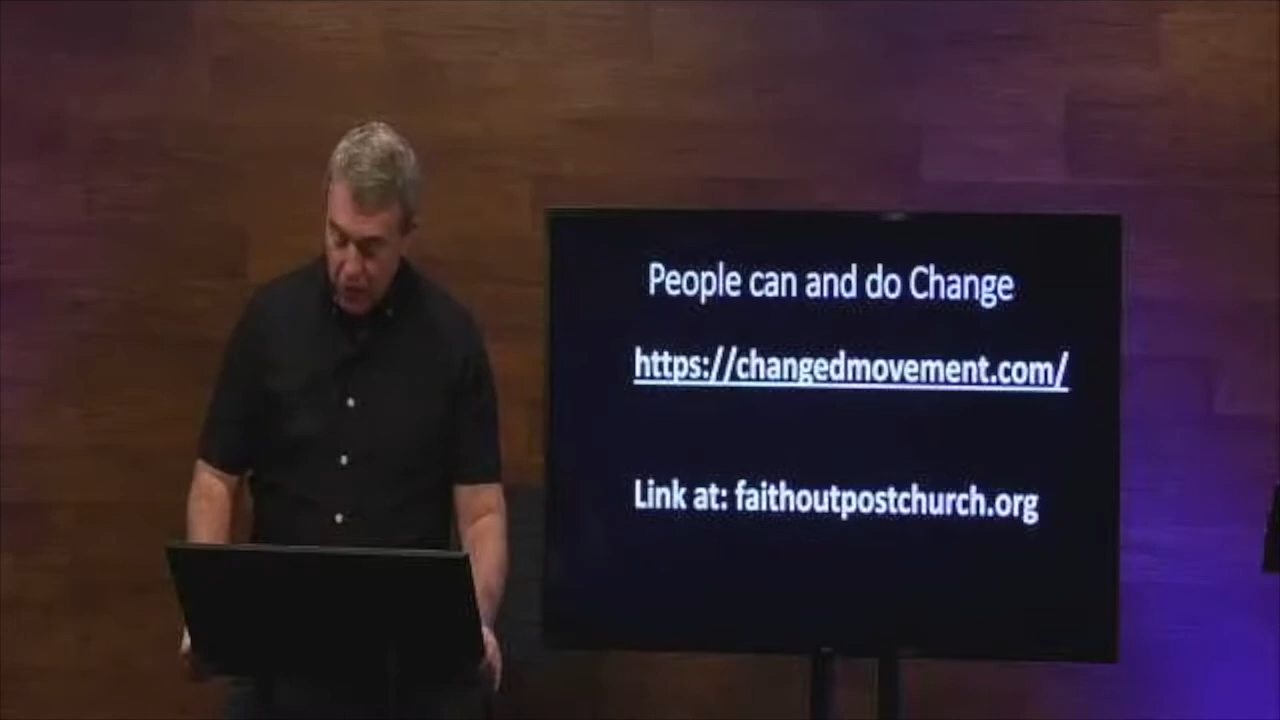 People can and do Change
https://changedmovement.com/
Link at: faithoutpostchurch.org